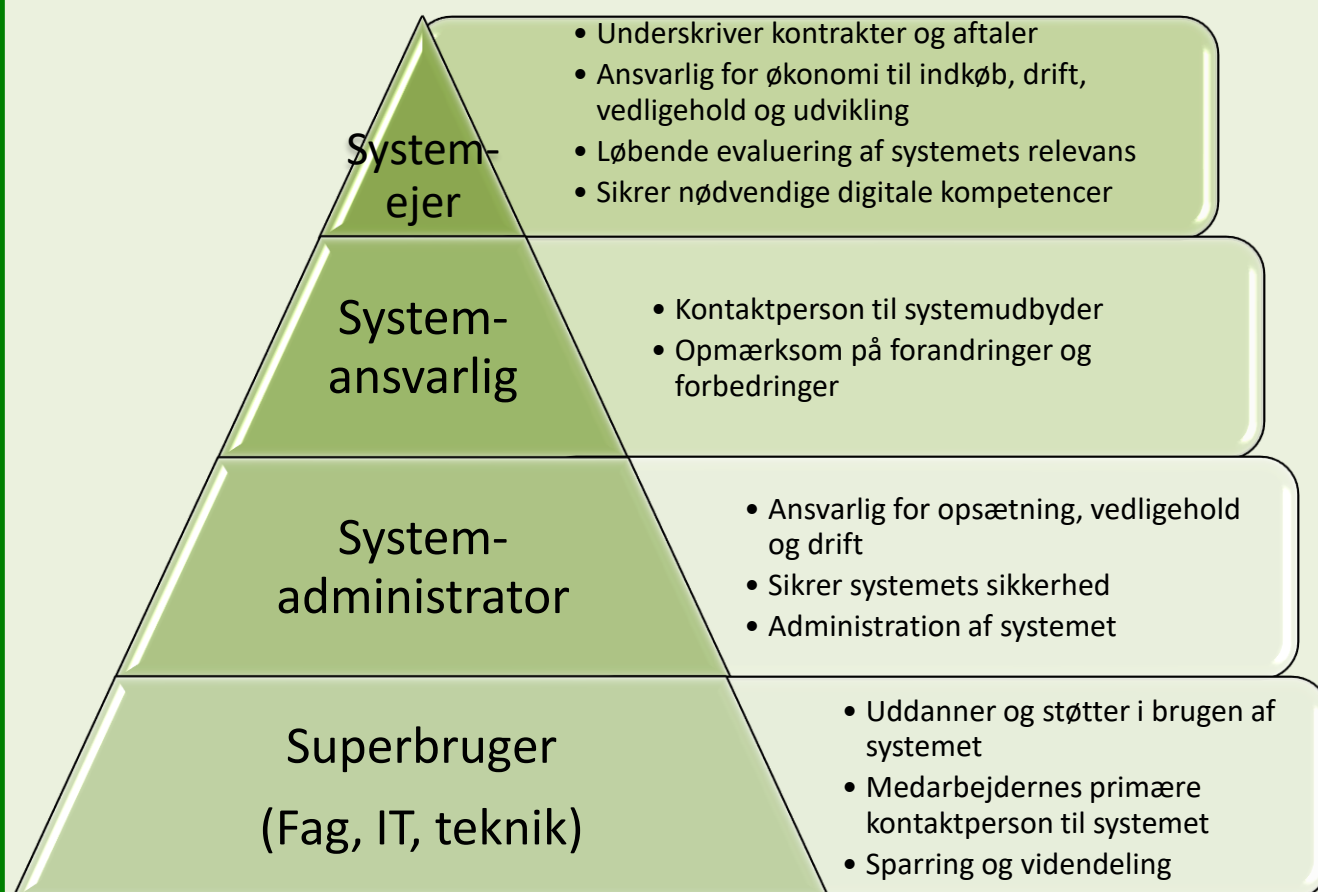 System-
ejer
• Underskriver kontrakter og aftaler
• Ansvarlig for økonomi til indkøb, drift,
vedligehold og udvikling
• Løbende evaluering af systemets relevans
• Sikrer nødvendige digitale kompetencer
System-
ansvarlig
• Kontaktperson til systemudbyder
• Opmærksom på forandringer og
forbedringer
System-
administrator
• Ansvarlig for opsætning, vedligehold
og drift
• Sikrer systemets sikkerhed
• Administration af systemet
Superbruger
(Fag, IT, teknik)
• Uddanner og støtter i brugen af
systemet
• Medarbejdernes primære
kontaktperson til systemet
• Sparring og videndeling